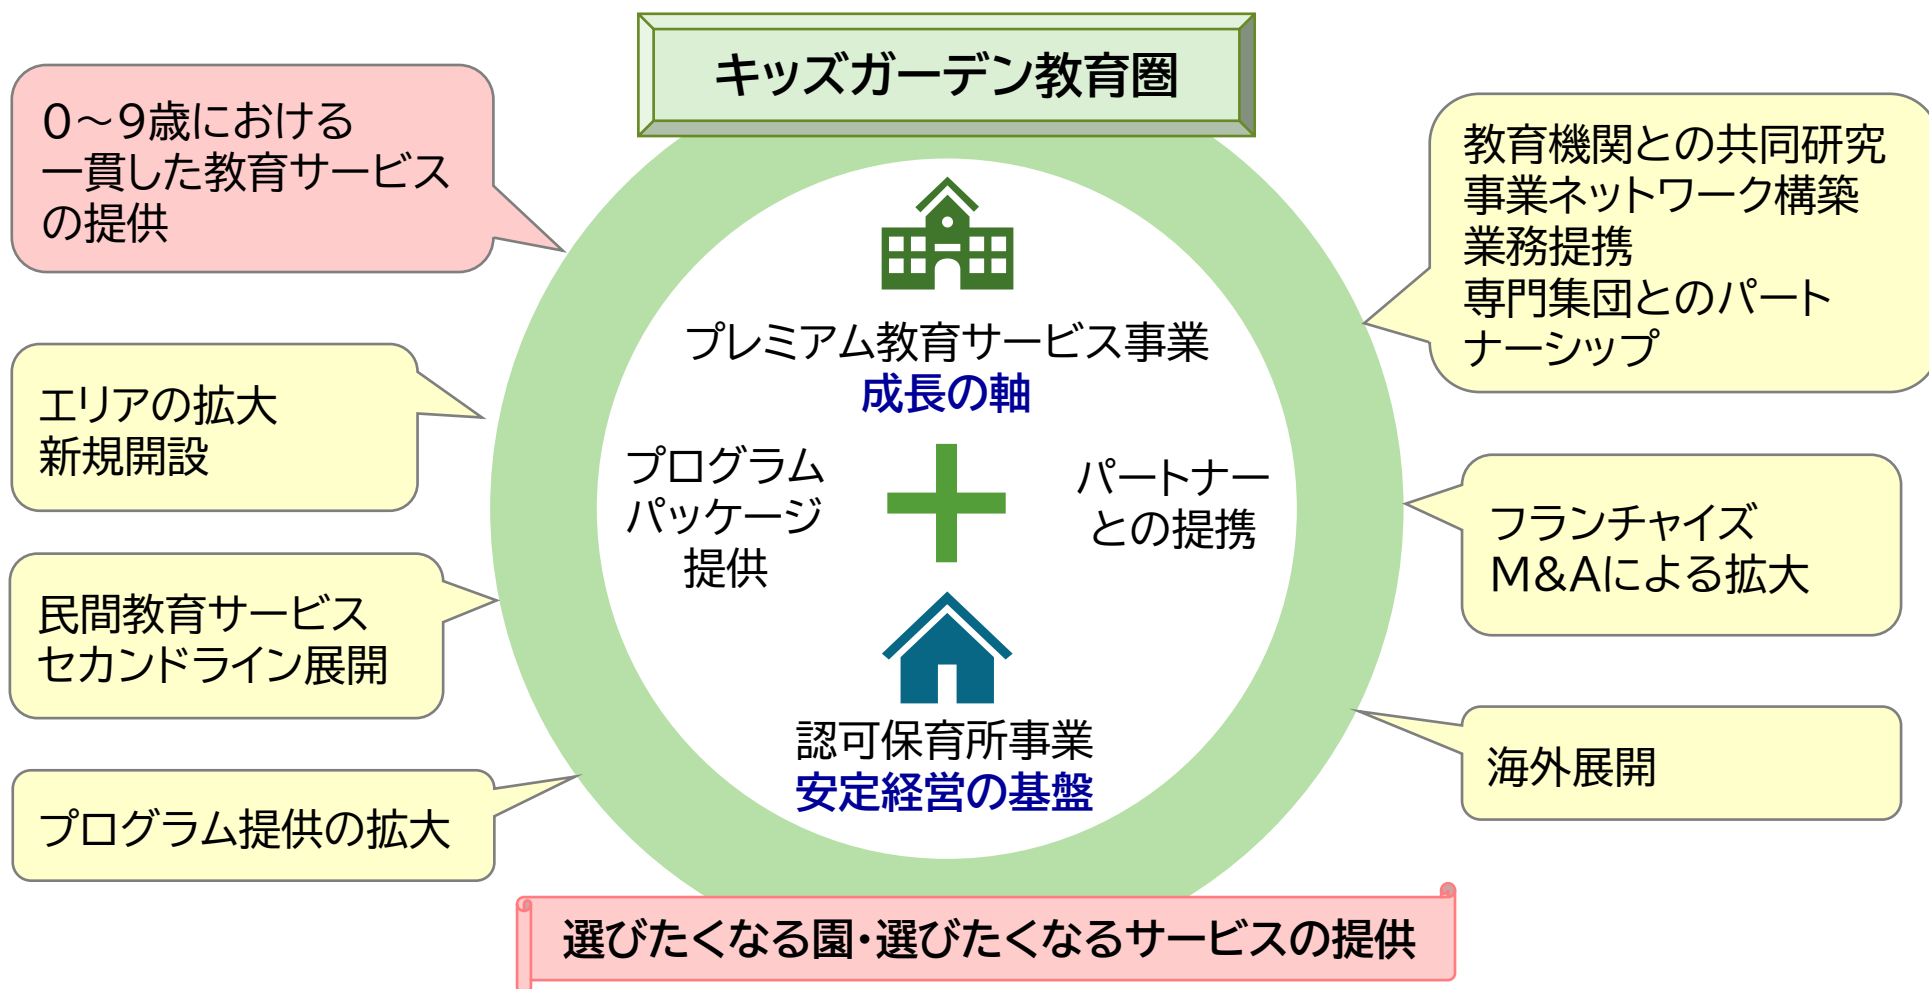 キッズガーデン教育圏
0～9歳における
一貫した教育サービス
の提供
エリアの拡大
新規開設
民間教育サービス
セカンドライン展開
プログラム提供の拡大
プレミアム教育サービス事業
成長の軸
プログラム
パッケージ
提供
パートナー
との提携
認可保育所事業
安定経営の基盤
教育機関との共同研究
事業ネットワーク構築
業務提携
専門集団とのパート
ナーシップ
フランチャイズ
M&Aによる拡大
海外展開
選びたくなる園・選びたくなるサービスの提供